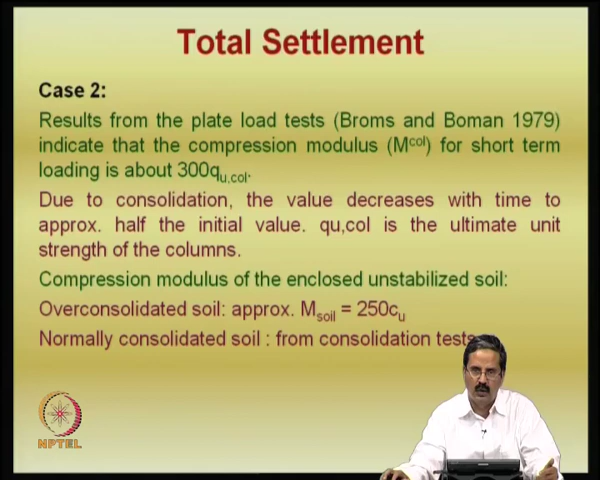 Total Settlement
Case 2:
Results from the plate load tests (Broms and Boman 1979)
indicate that the compression modulus (Mcol) for short term
loading is about 300qu,col.
Due to consolidation, the value decreases with time to
approx. half the initial value. qu,col is the ultimate unit
strength of the columns.
Compression modulus of the enclosed unstabilized soil:
Overconsolidated soil: approx. Msoil = 250cu
Normally consolidated soil : from consolidation tests
NPTEL